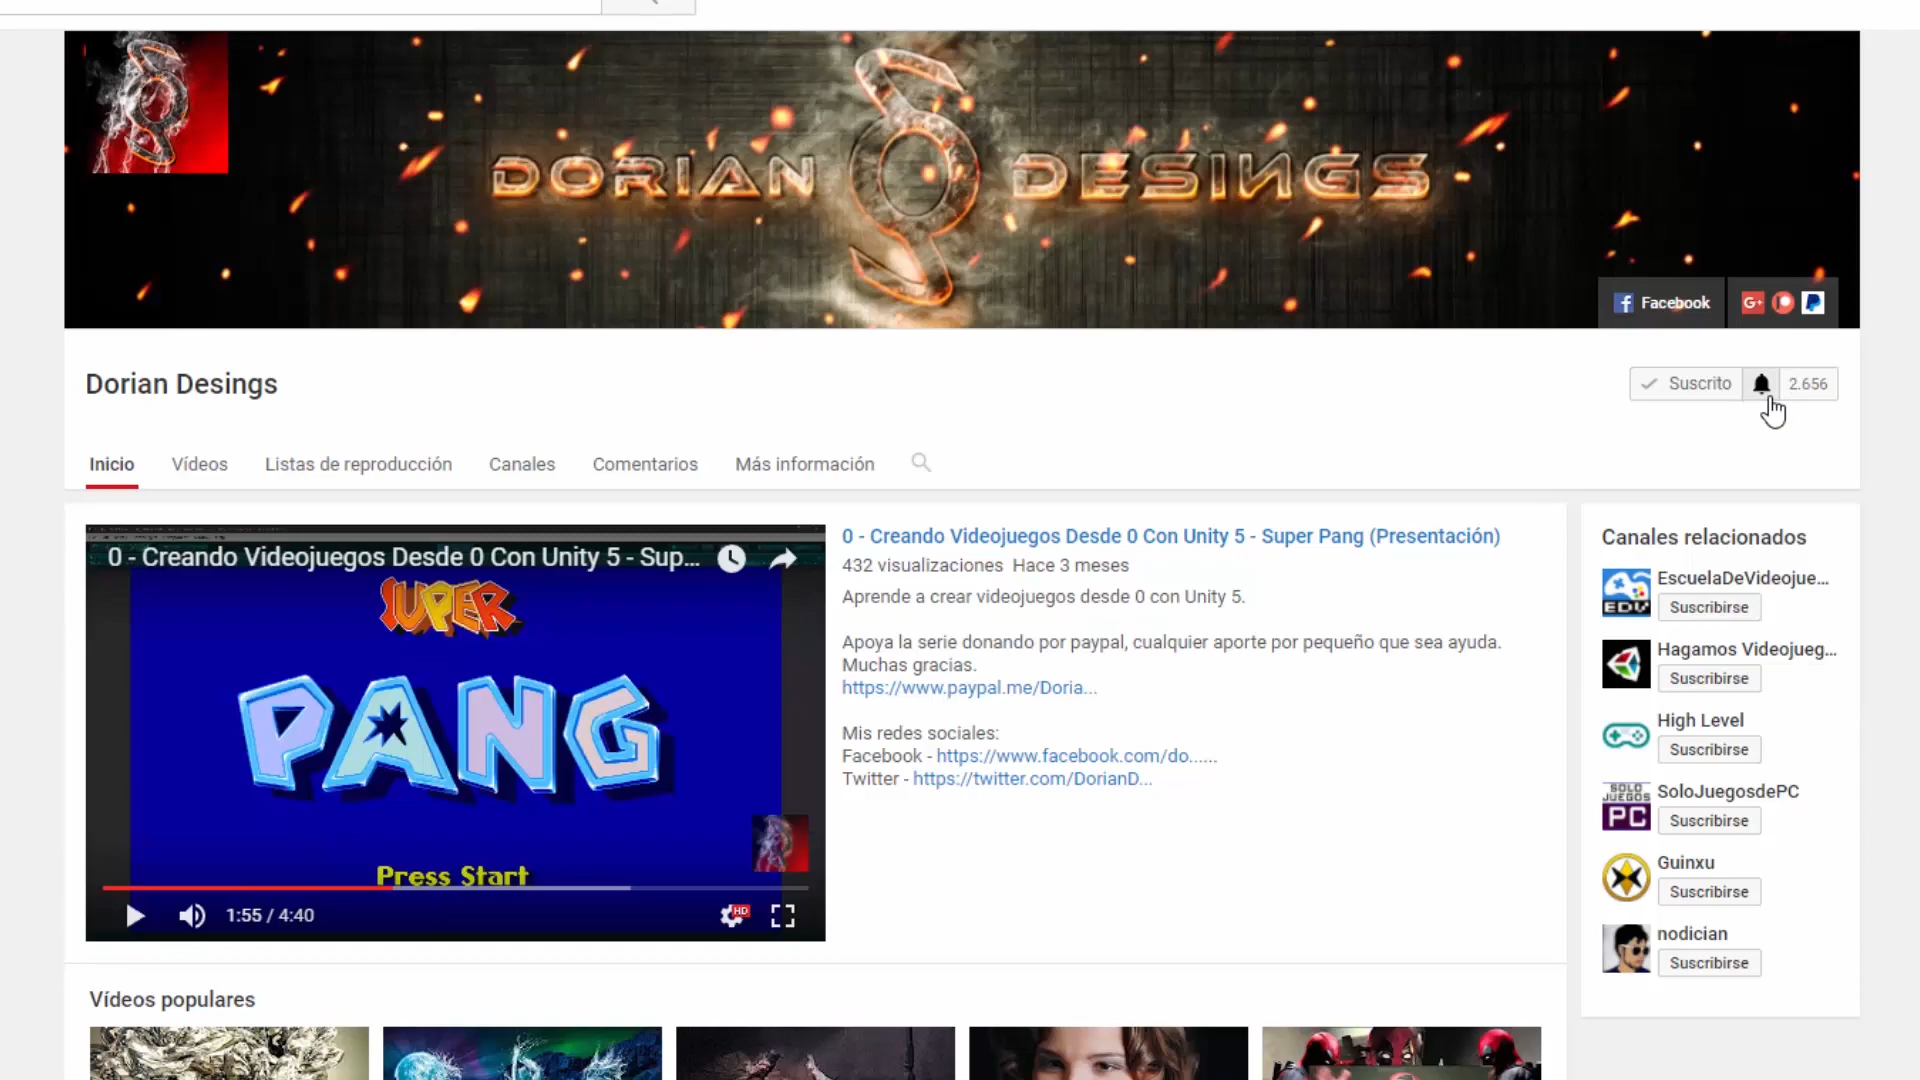 DORIAN DESINGS
Facebook
G+
Dorian Desings
Suscrito
2.656
Inicio
Vídeos
Listas de reproducción
Canales
Comentarios
Más información
0 - Creando Videojuegos Desde 0 Con Unity 5 - Sup...
SUPER
PANG
Press Start
1:55 / 4:40
HD
0 - Creando Videojuegos Desde 0 Con Unity 5 - Super Pang (Presentación)
432 visualizaciones Hace 3 meses
Aprende a crear videojuegos desde 0 con Unity 5.
Apoya la serie donando por paypal, cualquier aporte por pequeño que sea ayuda.
Muchas gracias.
https://www.paypal.me/Doria...
Mis redes sociales:
Facebook - https://www.facebook.com/do......
Twitter - https://twitter.com/DorianD...
Canales relacionados
EscuelaDeVideojue...
EDV
Suscribirse
Hagamos Videojueg...
Suscribirse
High Level
Suscribirse
SOLO
JUEGOS
PC
SoloJuegosdePC
Suscribirse
Guinxu
Suscribirse
nodician
Suscribirse
Vídeos populares